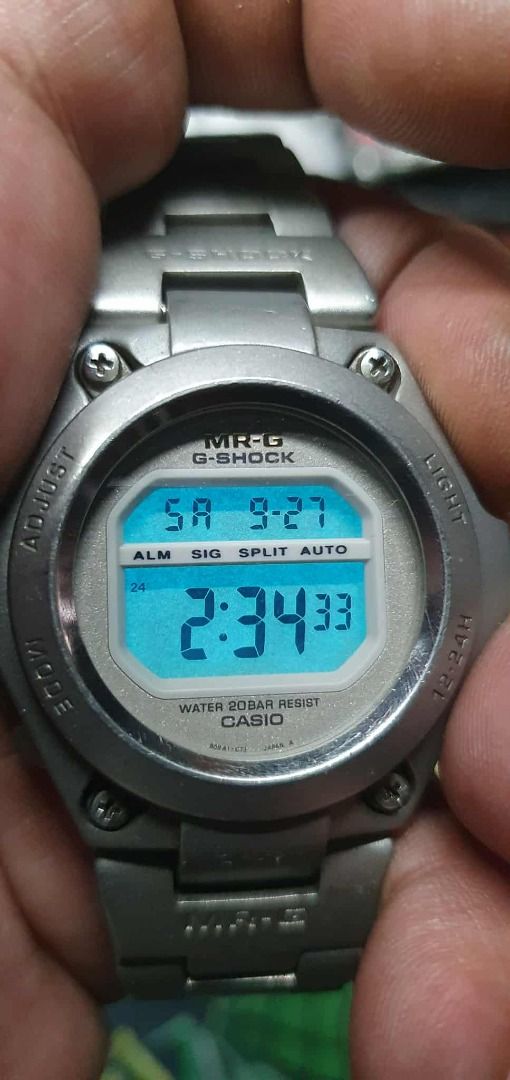 G-SHOCK
MR-G
G-SHOCK
ADJUST
LIGHT
SA 9-27
ALM SIG SPLIT AUTO
24
2:34 33
MODE
12·24H
WATER 20BAR RESIST
CASIO
JAPAN A
MR-G